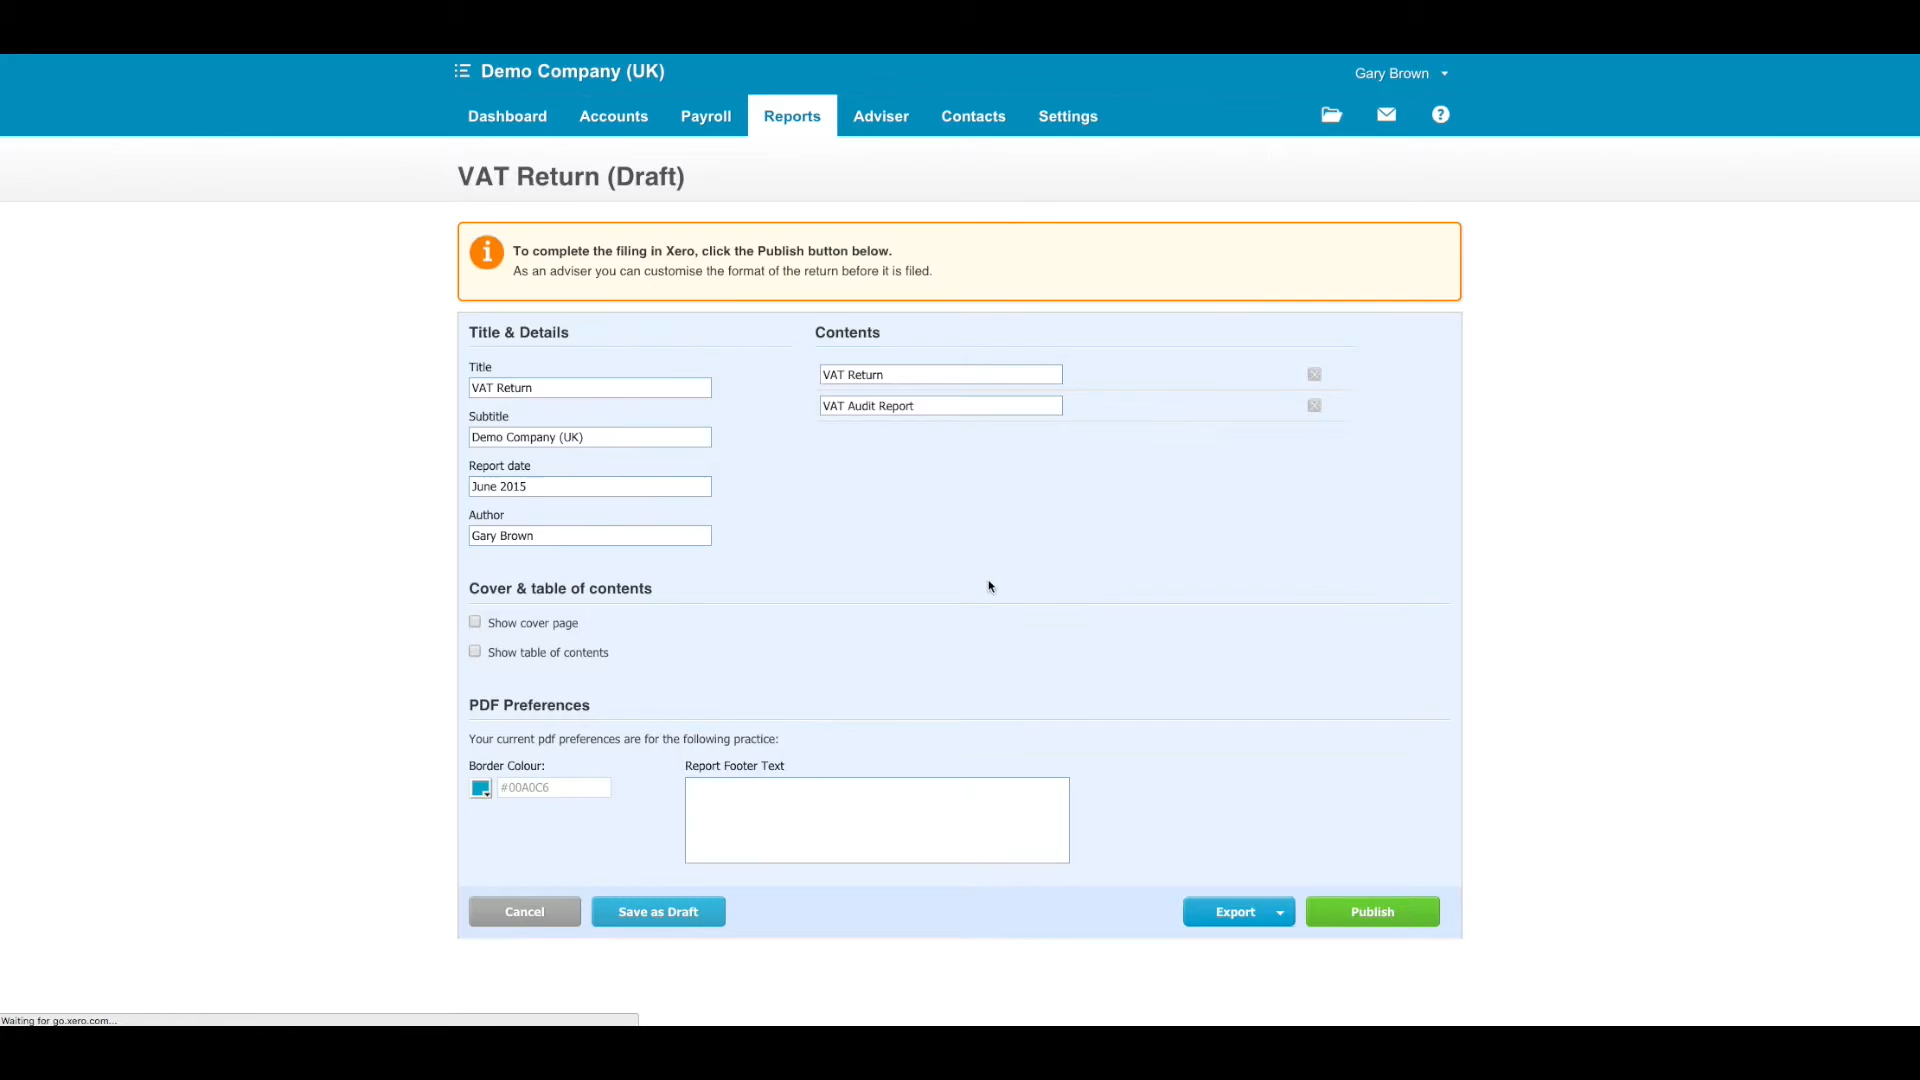 Demo Company (UK)
Gary Brown
Dashboard Accounts Payroll Reports Adviser Contacts Settings
?
VAT Return (Draft)
i
To complete the filing in Xero, click the Publish button below.
As an adviser you can customise the format of the return before it is filed.
Title & Details
Contents
Title
VAT Return
VAT Return
VAT Audit Report
Subtitle
Demo Company (UK)
Report date
June 2015
Author
Gary Brown
Cover & table of contents
Show cover page
Show table of contents
PDF Preferences
Your current pdf preferences are for the following practice:
Border Colour:
Report Footer Text
#00A0C6
Cancel
Save as Draft
Export
Publish
Waiting for go.xero.com...